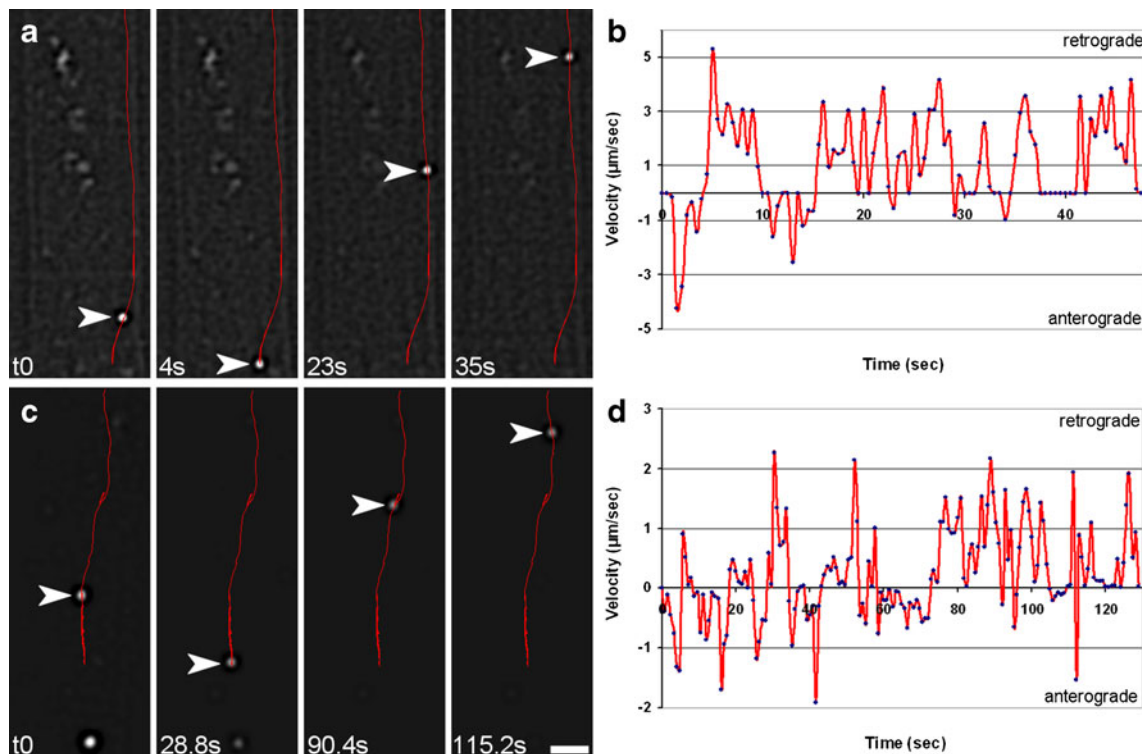 a
t0
4s
23s
35s
b
retrograde
Velocity (µm/sec)
5
3
1
-1
-3
-5
0 10 20 30 40
anterograde
Time (sec)
c
t0
28.8s
90.4s
115.2s
d
retrograde
Velocity (µm/sec)
3
2
1
0
-1
-2
0 20 40 60 80 100 120
anterograde
Time (sec)